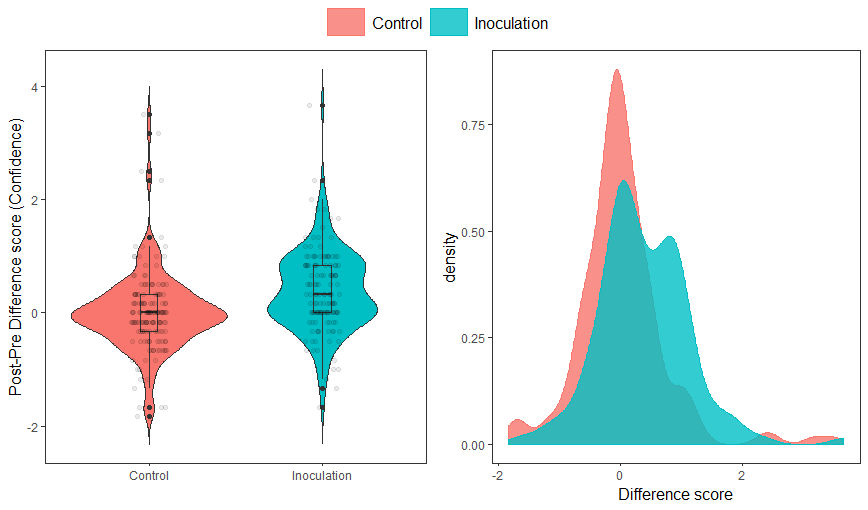 Control Inoculation
Post-Pre Difference score (Confidence)
4
2
0
-2
Control Inoculation
density
0.75
0.50
0.25
0.00
-2 0 2
Difference score